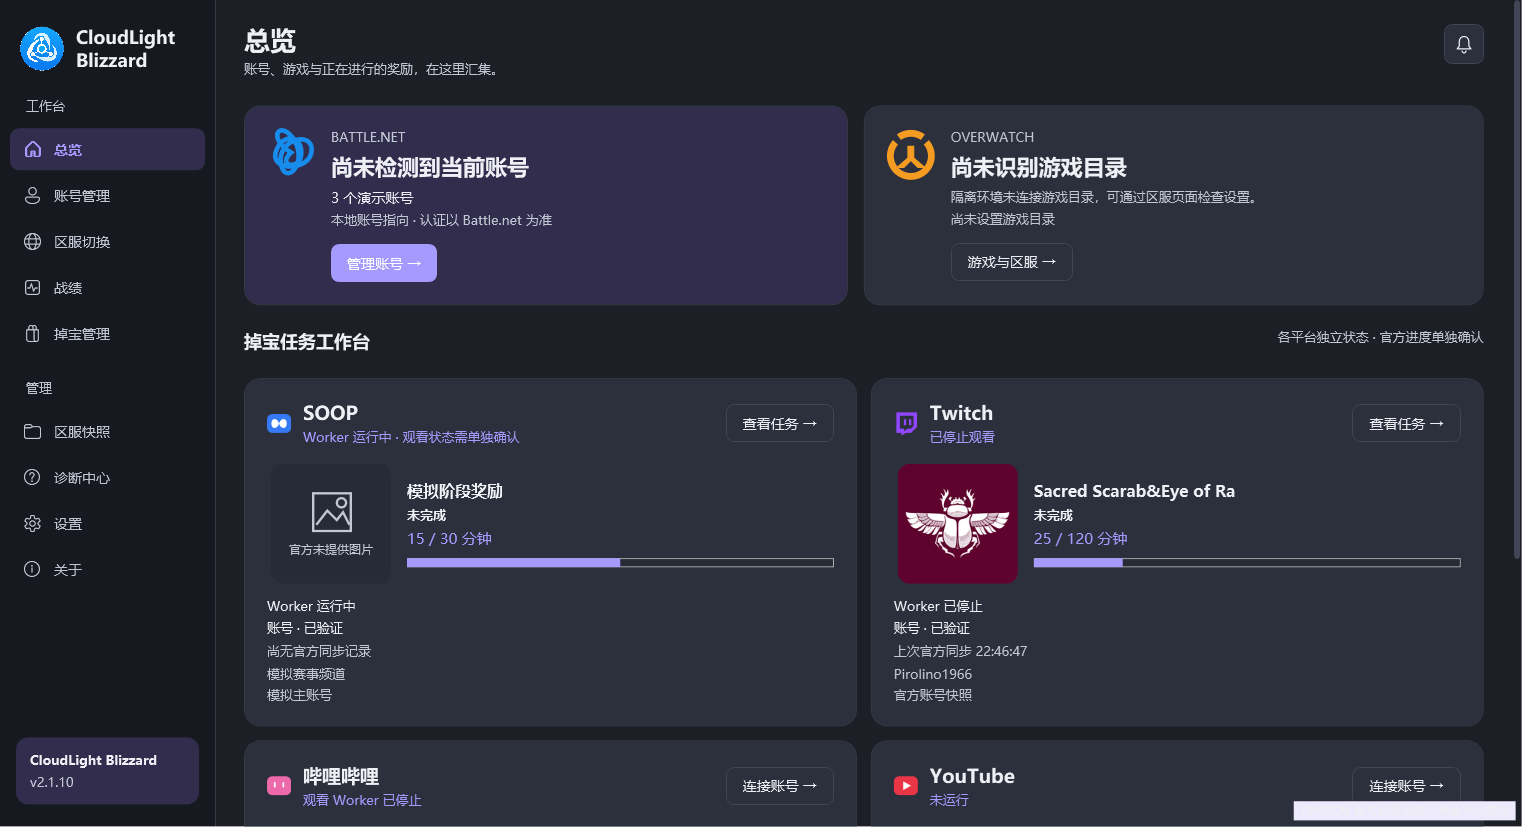 CloudLight
Blizzard
工作台
总览
账号管理
区服切换
战绩
掉宝管理
管理
区服快照
诊断中心
设置
关于
CloudLight Blizzard
v2.1.10
总览
账号、游戏与正在进行的奖励，在这里汇集。
BATTLE.NET
尚未检测到当前账号
3 个演示账号
本地账号指向 · 认证以 Battle.net 为准
管理账号 →
OVERWATCH
尚未识别游戏目录
隔离环境未连接游戏目录，可通过区服页面检查设置。
尚未设置游戏目录
游戏与区服 →
掉宝任务工作台
各平台独立状态 · 官方进度单独确认
SOOP
Worker 运行中 · 观看状态需单独确认
查看任务 →
官方未提供图片
模拟阶段奖励
未完成
15 / 30 分钟
Worker 运行中
账号 · 已验证
尚无官方同步记录
模拟赛事频道
模拟主账号
Twitch
已停止观看
查看任务 →
Sacred Scarab&Eye of Ra
未完成
25 / 120 分钟
Worker 已停止
账号 · 已验证
上次官方同步 22:46:47
Pirolino1966
官方账号快照
哔哩哔哩
观看 Worker 已停止
连接账号 →
YouTube
未运行
连接账号 →